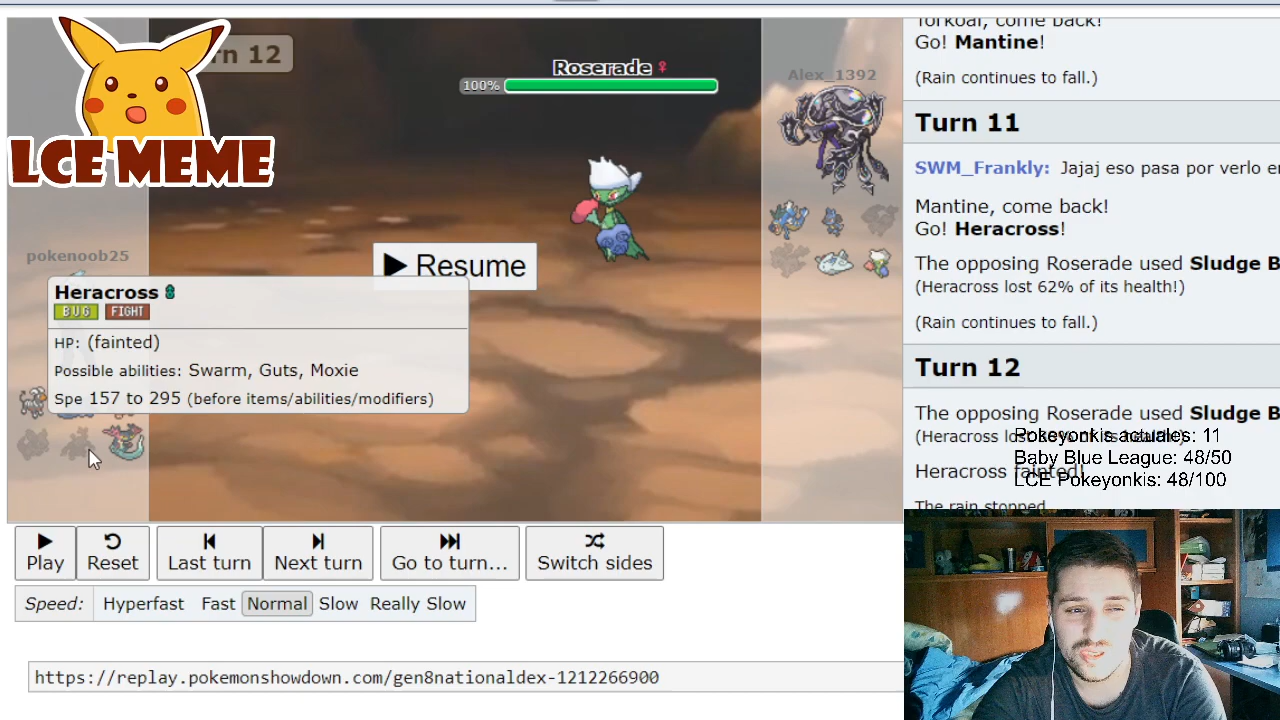 Turn 12
LCE MEME
Roserade ♀
100%
Alex_1392
pokenoob25
Resume
Heracross
BUG FIGHT
HP: (fainted)
Possible abilities: Swarm, Guts, Moxie
Spe 157 to 295 (before items/abilities/modifiers)
Torkoal, come back!
Go! Mantine!
(Rain continues to fall.)
Turn 11
SWM_Frankly: Jajaj eso pasa por verlo
Mantine, come back!
Go! Heracross!
The opposing Roserade used Sludge B
(Heracross lost 62% of its health!)
(Rain continues to fall.)
Turn 12
The opposing Roserade used Sludge B
Pokeyonkis actuales: 11
Baby Blue League: 48/50
Heracross fainted!
LCE Pokeyonkis: 48/100
The rain stopped
Play Reset Last turn Next turn Go to turn... Switch sides
Speed: Hyperfast Fast Normal Slow Really Slow
https://replay.pokemonshowdown.com/gen8nationaldex-1212266900